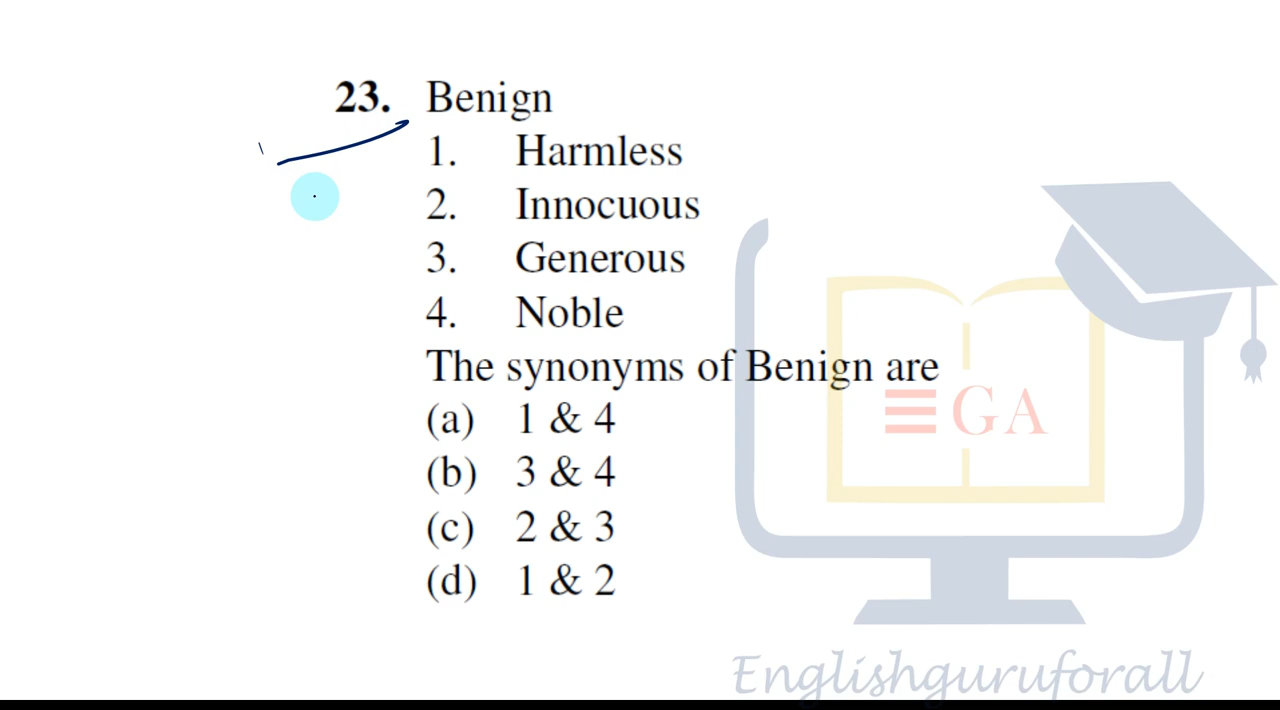 23. Benign
1. Harmless
2. Innocuous
3. Generous
4. Noble
The synonyms of Benign are
(a) 1 & 4
(b) 3 & 4
(c) 2 & 3
(d) 1 & 2
GA
Englishguruforall